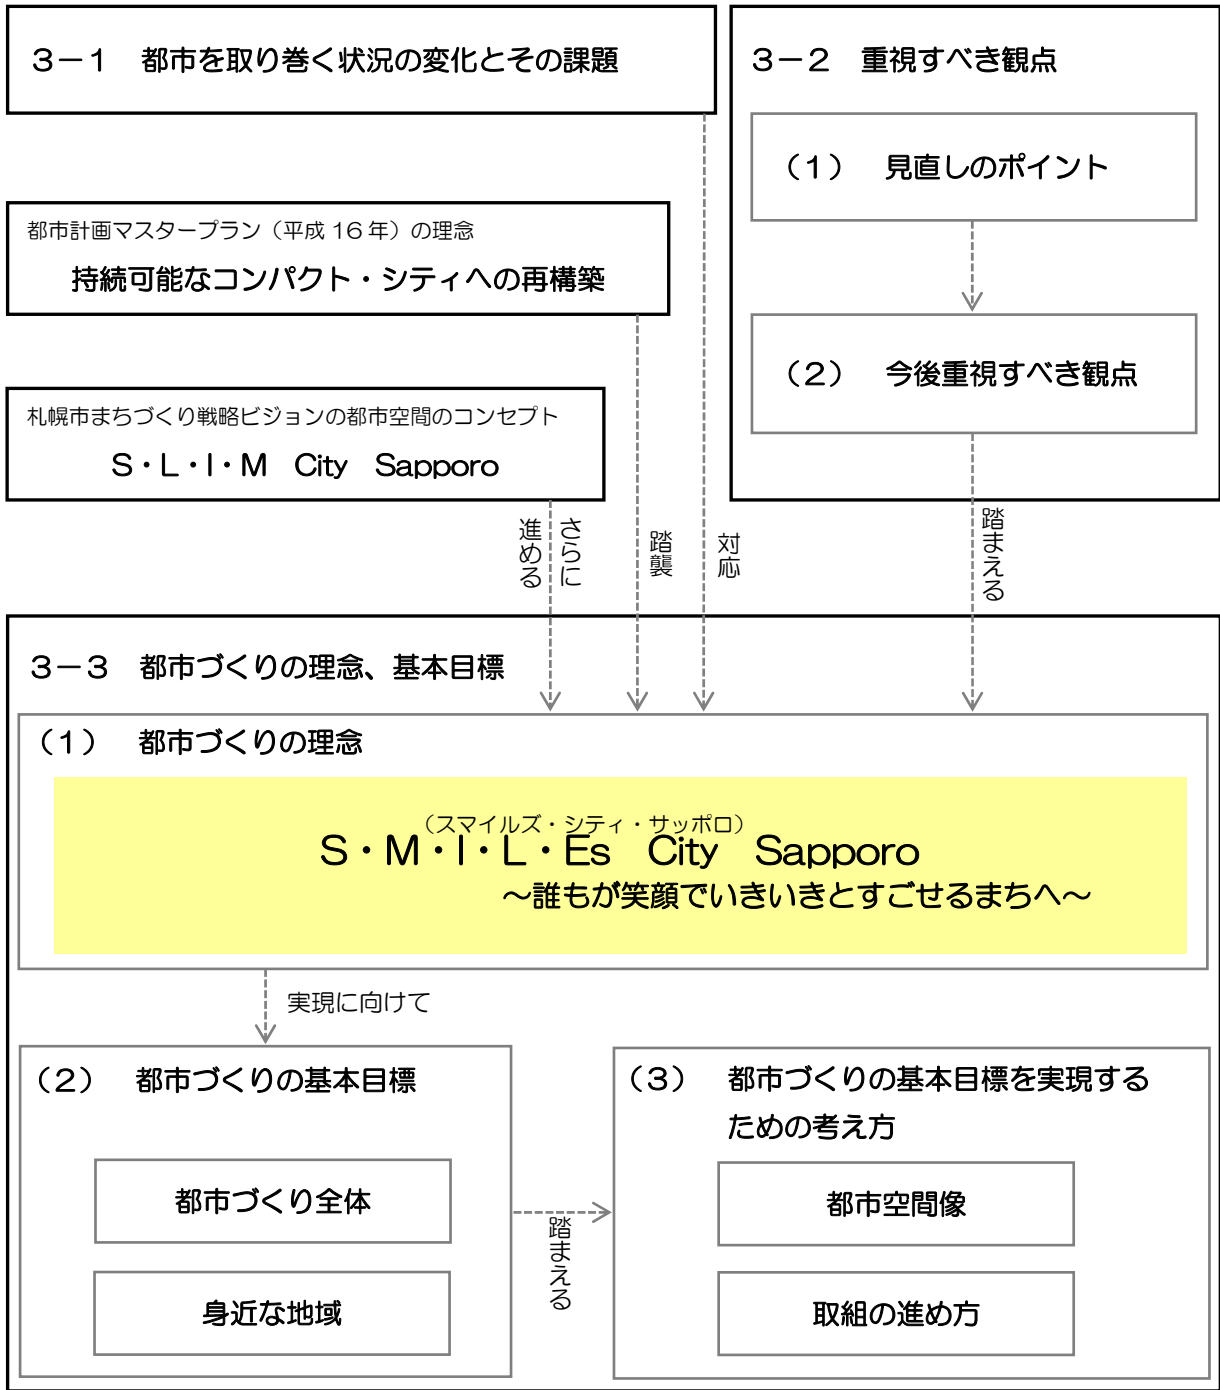 ３－１　都市を取り巻く状況の変化とその課題
３－２　重視すべき観点
（１）　見直しのポイント
都市計画マスタープラン（平成 16 年）の理念
持続可能なコンパクト・シティへの再構築
（２）　今後重視すべき観点
札幌市まちづくり戦略ビジョンの都市空間のコンセプト
Ｓ・Ｌ・Ｉ・Ｍ　City　Sapporo
さらに
進める
踏襲
対応
踏まえる
３－３　都市づくりの理念、基本目標
（１）　都市づくりの理念
（スマイルズ・シティ・サッポロ）
Ｓ・Ｍ・Ｉ・Ｌ・Es　City　Sapporo
～誰もが笑顔でいきいきとすごせるまちへ～
実現に向けて
（２）　都市づくりの基本目標
都市づくり全体
身近な地域
踏まえる
（３）　都市づくりの基本目標を実現する
ための考え方
都市空間像
取組の進め方